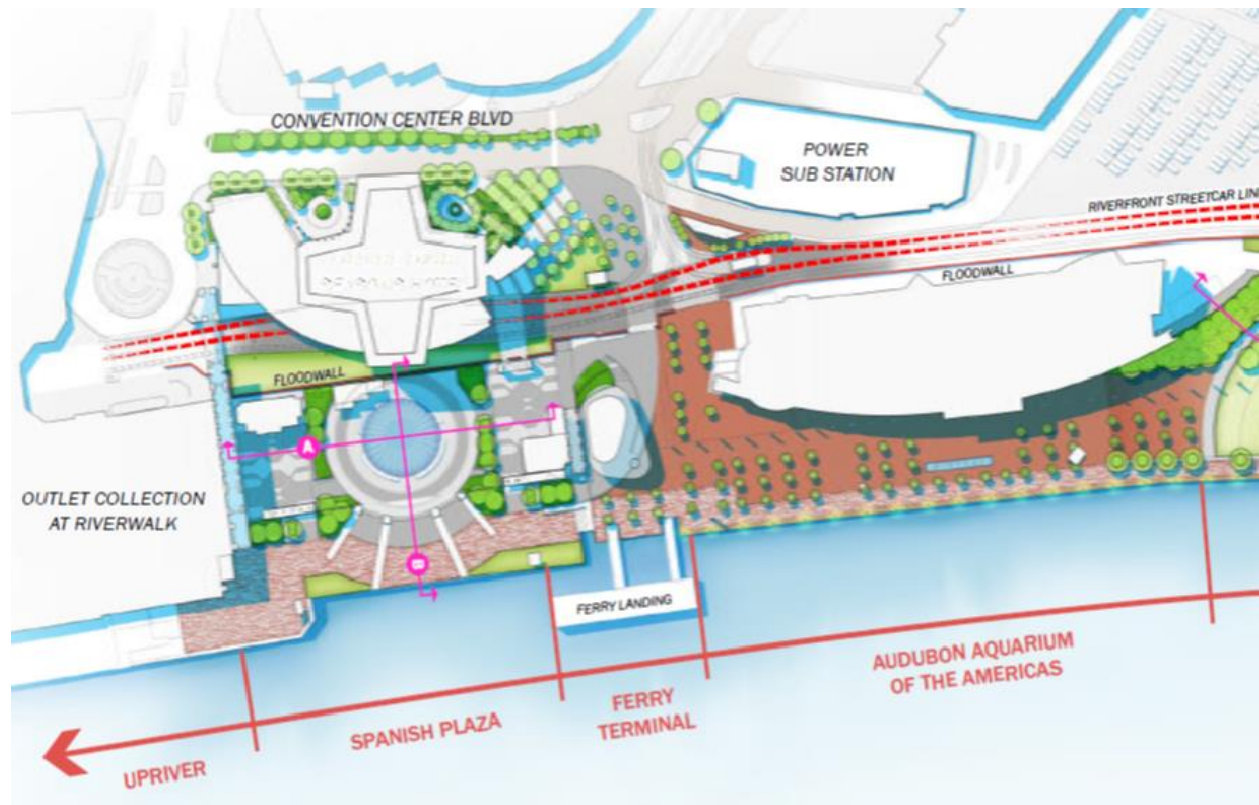 CONVENTION CENTER BLVD
POWER
SUB STATION
RIVERFRONT STREETCAR LINE
FLOODWALL
FLOODWALL
A
OUTLET COLLECTION
AT RIVERWALK
FERRY LANDING
AUDUBON AQUARIUM
OF THE AMERICAS
FERRY
TERMINAL
SPANISH PLAZA
UPRIVER